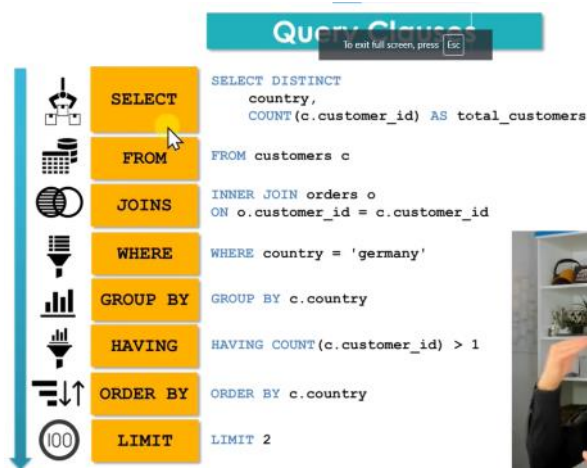 Query Clauses
To exit full screen, press Esc
SELECT
SELECT DISTINCT
country,
COUNT(c.customer_id) AS total_customers
FROM
FROM customers c
JOINS
INNER JOIN orders o
ON o.customer_id = c.customer_id
WHERE
WHERE country = 'germany'
GROUP BY
GROUP BY c.country
HAVING
HAVING COUNT(c.customer_id) > 1
ORDER BY
ORDER BY c.country
100
LIMIT
LIMIT 2